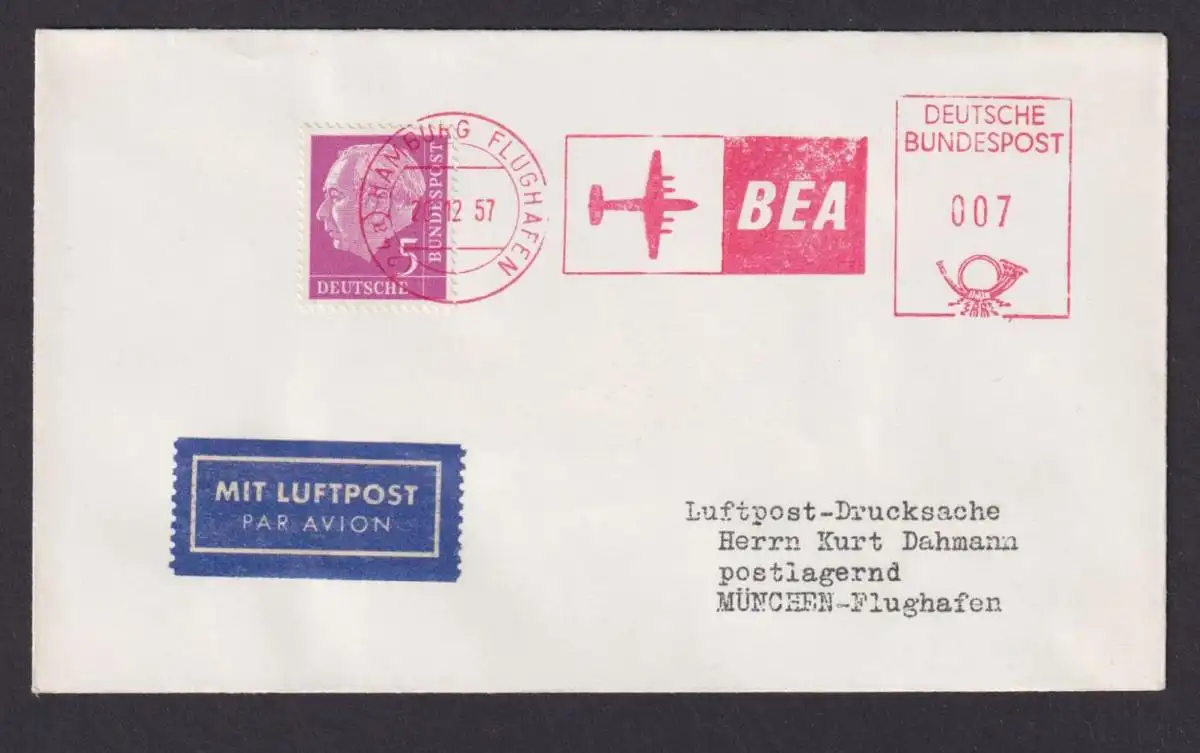 DEUTSCHE
BUNDESPOST
007
BEA
HAMBURG FLUGHAFEN
12 57
5
BUNDESPOST
DEUTSCHE
MIT LUFTPOST
PAR AVION
Luftpost-Drucksache
Herrn Kurt Dahmann
postlagernd
MÜNCHEN-Flughafen